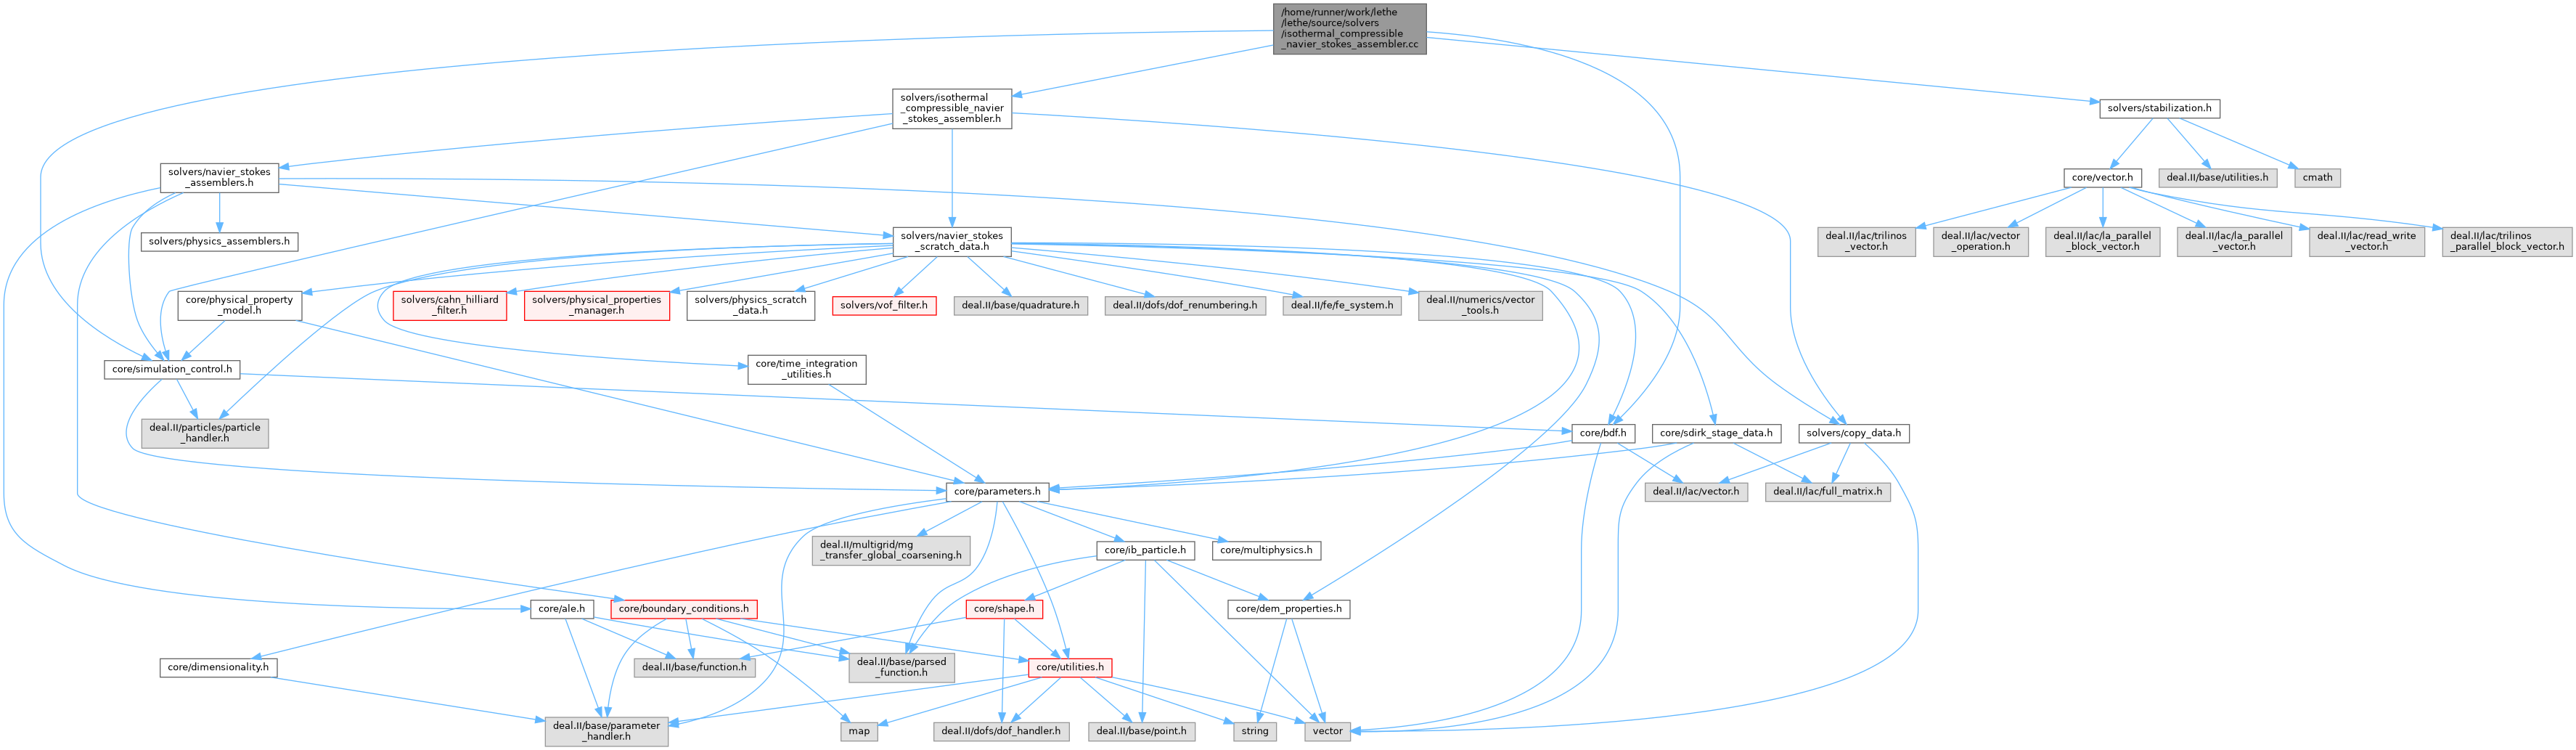 /home/runner/work/lethe
/lethe/source/solvers
/isothermal_compressible
_navier_stokes_assembler.cc
solvers/isothermal
_compressible_navier
_stokes_assembler.h
solvers/stabilization.h
solvers/navier_stokes
_assemblers.h
core/vector.h
deal.II/base/utilities.h
cmath
solvers/physics_assemblers.h
solvers/navier_stokes
_scratch_data.h
deal.II/lac/trilinos
_vector.h
deal.II/lac/vector
_operation.h
deal.II/lac/la_parallel
_block_vector.h
deal.II/lac/la_parallel
_vector.h
deal.II/lac/read_write
_vector.h
deal.II/lac/trilinos
_parallel_block_vector.h
core/physical_property
_model.h
solvers/cahn_hilliard
_filter.h
solvers/physical_properties
_manager.h
solvers/physics_scratch
_data.h
solvers/vof_filter.h
deal.II/base/quadrature.h
deal.II/dofs/dof_renumbering.h
deal.II/fe/fe_system.h
deal.II/numerics/vector
_tools.h
core/simulation_control.h
core/time_integration
_utilities.h
deal.II/particles/particle
_handler.h
core/bdf.h
core/sdirk_stage_data.h
solvers/copy_data.h
core/parameters.h
deal.II/lac/vector.h
deal.II/lac/full_matrix.h
deal.II/multigrid/mg
_transfer_global_coarsening.h
core/ib_particle.h
core/multiphysics.h
core/ale.h
core/boundary_conditions.h
core/shape.h
core/dem_properties.h
core/dimensionality.h
deal.II/base/function.h
deal.II/base/parsed
_function.h
core/utilities.h
deal.II/base/parameter
_handler.h
map
deal.II/dofs/dof_handler.h
deal.II/base/point.h
string
vector